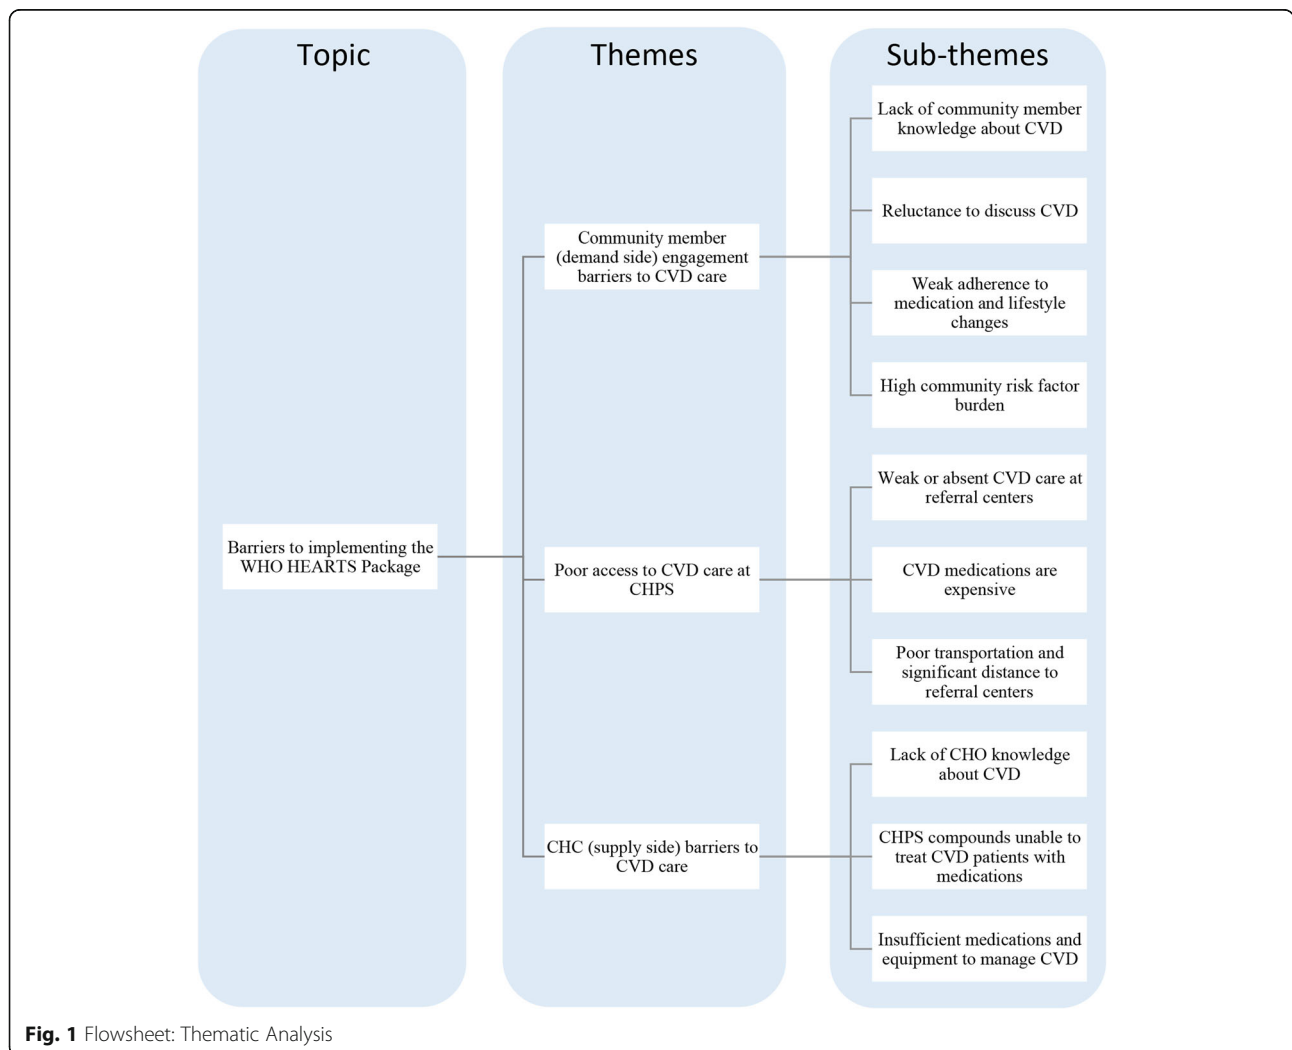 Topic
Themes
Sub-themes
Barriers to implementing the
WHO HEARTS Package
Community member
(demand side) engagement
barriers to CVD care
Lack of community member
knowledge about CVD
Reluctance to discuss CVD
Weak adherence to
medication and lifestyle
changes
High community risk factor
burden
Poor access to CVD care at
CHPS
Weak or absent CVD care at
referral centers
CVD medications are
expensive
Poor transportation and
significant distance to
referral centers
CHC (supply side) barriers to
CVD care
Lack of CHO knowledge
about CVD
CHPS compounds unable to
treat CVD patients with
medications
Insufficient medications and
equipment to manage CVD
Fig. 1 Flowsheet: Thematic Analysis